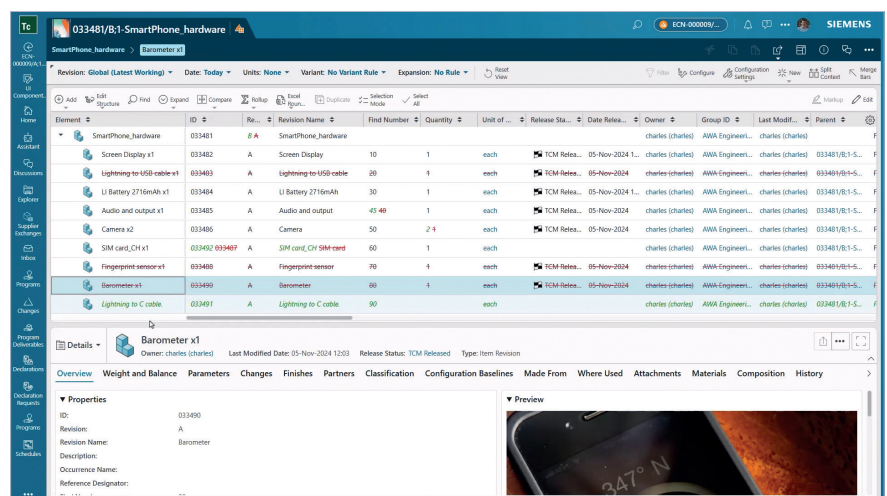 Tc
033481/B;1-SmartPhone_hardware
ECN-000009/...
SIEMENS
ECN-
000009/A;1...
SmartPhone_hardware > Barometer x1
UI
Component...
Home
Assistant
Discussions
Explorer
Supplier
Exchanges
Inbox
Programs
Changes
Program
Deliverables
Declarations
Declaration
Requests
Programs
Schedules
Revision: Global (Latest Working) Date: Today Units: None Variant: No Variant Rule Expansion: No Rule Reset View Filter Configure Configuration Settings New Split Context Merge Bars
Add Edit Structure Find Expand Compare Rollup Excel Roun... Duplicate Selection Mode Select All Markup Edit
Element ID Re... Revision Name Find Number Quantity Unit of ... Release Sta... Date Relea... Owner Group ID Last Modif... Parent
SmartPhone_hardware 033481 B A SmartPhone_hardware charles (charles) AWA Engineeri... charles (charles) F
Screen Display x1 033482 A Screen Display 10 1 each TCM Relea... 05-Nov-2024 1... charles (charles) AWA Engineeri... charles (charles) 033481/B;1-S... F
Lightning to USB cable x1 033483 A Lightning to USB cable 20 1 each TCM Relea... 05-Nov-2024 charles (charles) AWA Engineeri... charles (charles) 033481/B;1-S... F
LI Battery 2716mAh x1 033484 A LI Battery 2716mAh 30 1 each TCM Relea... 05-Nov-2024 1... charles (charles) AWA Engineeri... charles (charles) 033481/B;1-S... F
Audio and output x1 033485 A Audio and output 45 40 1 each TCM Relea... 05-Nov-2024 charles (charles) AWA Engineeri... charles (charles) 033481/B;1-S... F
Camera x2 033486 A Camera 50 2 1 each TCM Relea... 05-Nov-2024 charles (charles) AWA Engineeri... charles (charles) 033481/B;1-S... F
SIM card_CH x1 033492 033487 A SIM card_CH SIM card 60 1 each charles (charles) AWA Engineeri... charles (charles) 033481/B;1-S... F
Fingerprint sensor x1 033488 A Fingerprint sensor 70 1 each TCM Relea... 05-Nov-2024 charles (charles) AWA Engineeri... charles (charles) 033481/B;1-S... F
Barometer x1 033490 A Barometer 80 1 each TCM Relea... 05-Nov-2024 charles (charles) AWA Engineeri... charles (charles) 033481/B;1-S... F
Lightning to C cable. 033491 A Lightning to C cable. 90 each charles (charles) AWA Engineeri... charles (charles) 033481/B;1-S... F
Details
Barometer x1
Owner: charles (charles) Last Modified Date: 05-Nov-2024 12:03 Release Status: TCM Released Type: Item Revision
Overview Weight and Balance Parameters Changes Finishes Partners Classification Configuration Baselines Made From Where Used Attachments Materials Composition History
Properties
ID: 033490
Revision: A
Revision Name: Barometer
Description:
Occurrence Name:
Reference Designator:
Preview
347° N